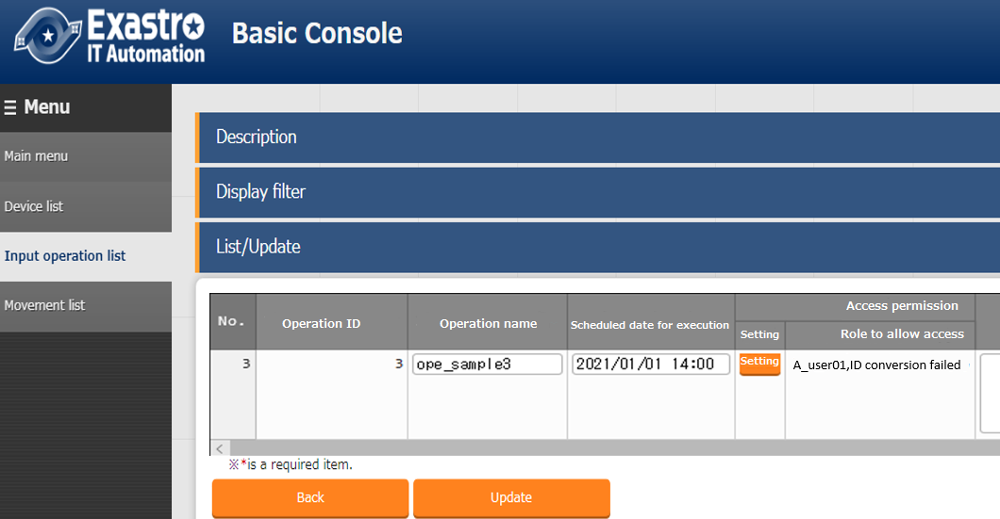 Exastro
IT Automation
Basic Console
Menu
Main menu
Device list
Input operation list
Movement list
Description
Display filter
List/Update
No. Operation ID Operation name Scheduled date for execution Access permission
Setting Role to allow access
3 3 ope_sample3 2021/01/01 14:00 Setting A_user01,ID conversion failed
※*is a required item.
Back Update